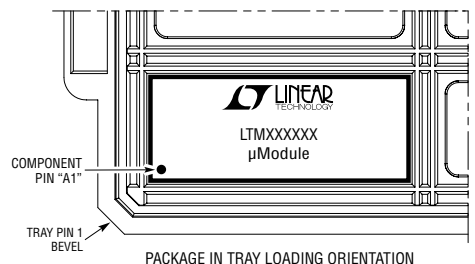 LINEAR
TECHNOLOGY
LTMXXXXXX
µModule
COMPONENT
PIN “A1”
TRAY PIN 1
BEVEL
PACKAGE IN TRAY LOADING ORIENTATION